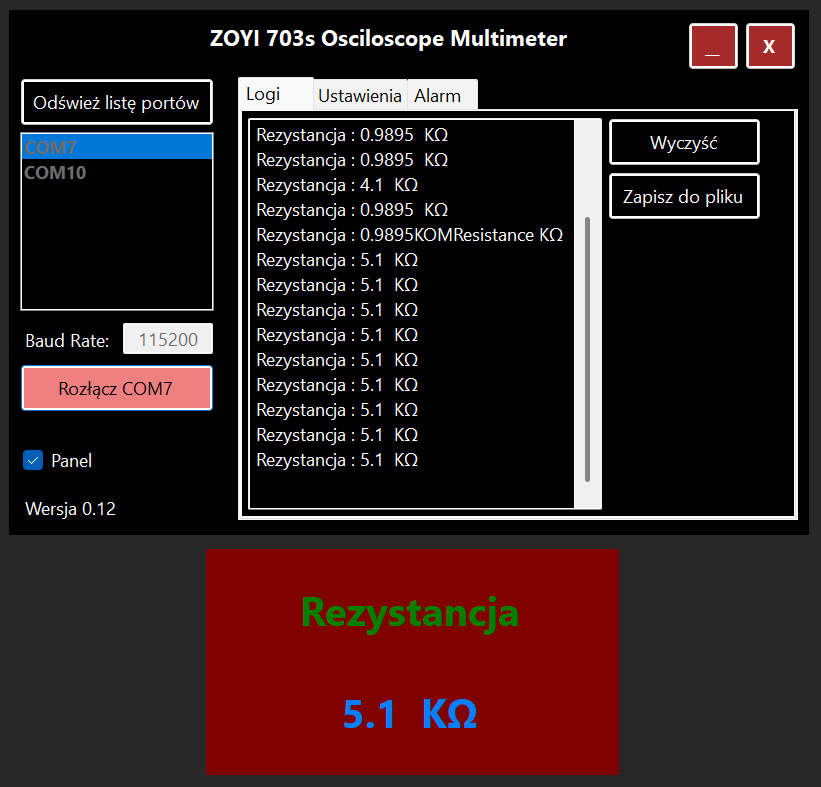 ZOYI 703s Osciloscope Multimeter
_
X
Odśwież listę portów
COM7
COM10
Baud Rate: 115200
Rozłącz COM7
Panel
Wersja 0.12
Logi Ustawienia Alarm
Rezystancja : 0.9895 KΩ
Rezystancja : 0.9895 KΩ
Rezystancja : 4.1 KΩ
Rezystancja : 0.9895 KΩ
Rezystancja : 0.9895KOMResistance KΩ
Rezystancja : 5.1 KΩ
Rezystancja : 5.1 KΩ
Rezystancja : 5.1 KΩ
Rezystancja : 5.1 KΩ
Rezystancja : 5.1 KΩ
Rezystancja : 5.1 KΩ
Rezystancja : 5.1 KΩ
Rezystancja : 5.1 KΩ
Rezystancja : 5.1 KΩ
Wyczyść
Zapisz do pliku
Rezystancja
5.1 KΩ